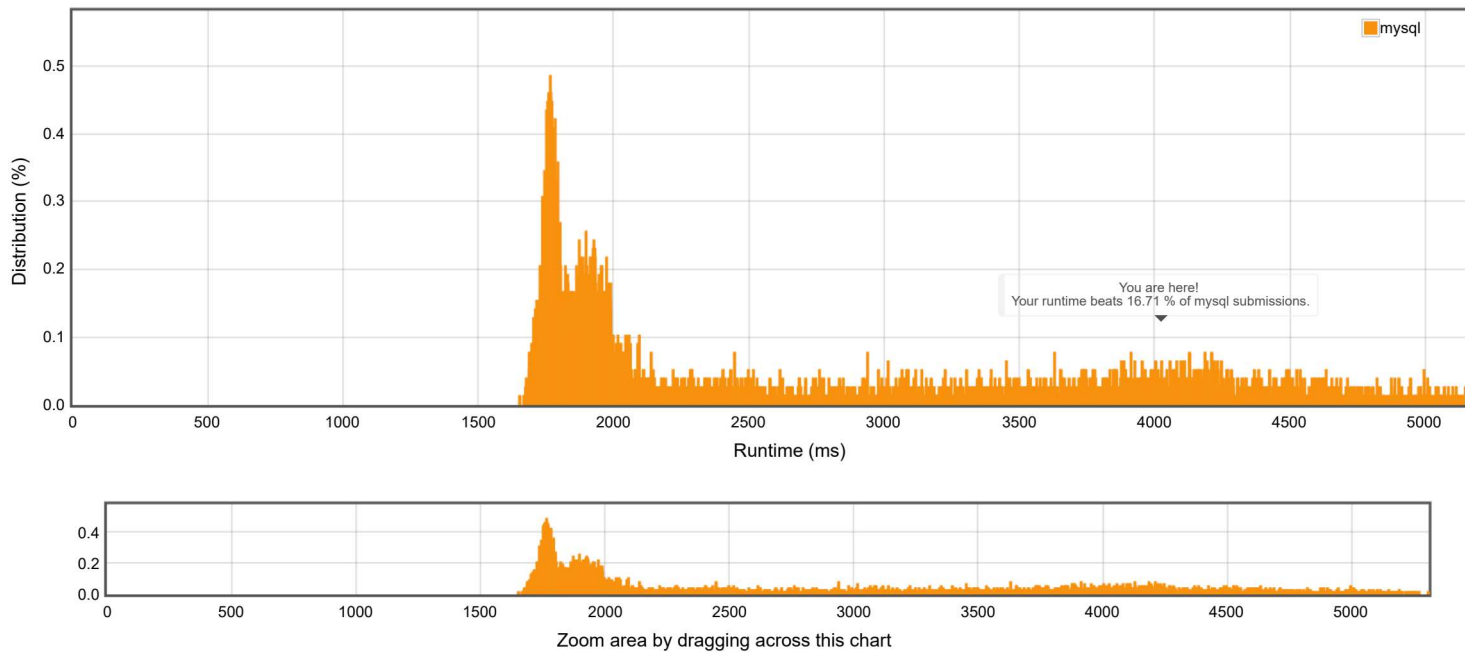 mysql
0.5
0.4
0.3
0.2
0.1
0.0
Distribution (%)
0 500 1000 1500 2000 2500 3000 3500 4000 4500 5000
Runtime (ms)
You are here!
Your runtime beats 16.71 % of mysql submissions.
0.4
0.2
0.0
0 500 1000 1500 2000 2500 3000 3500 4000 4500 5000
Zoom area by dragging across this chart